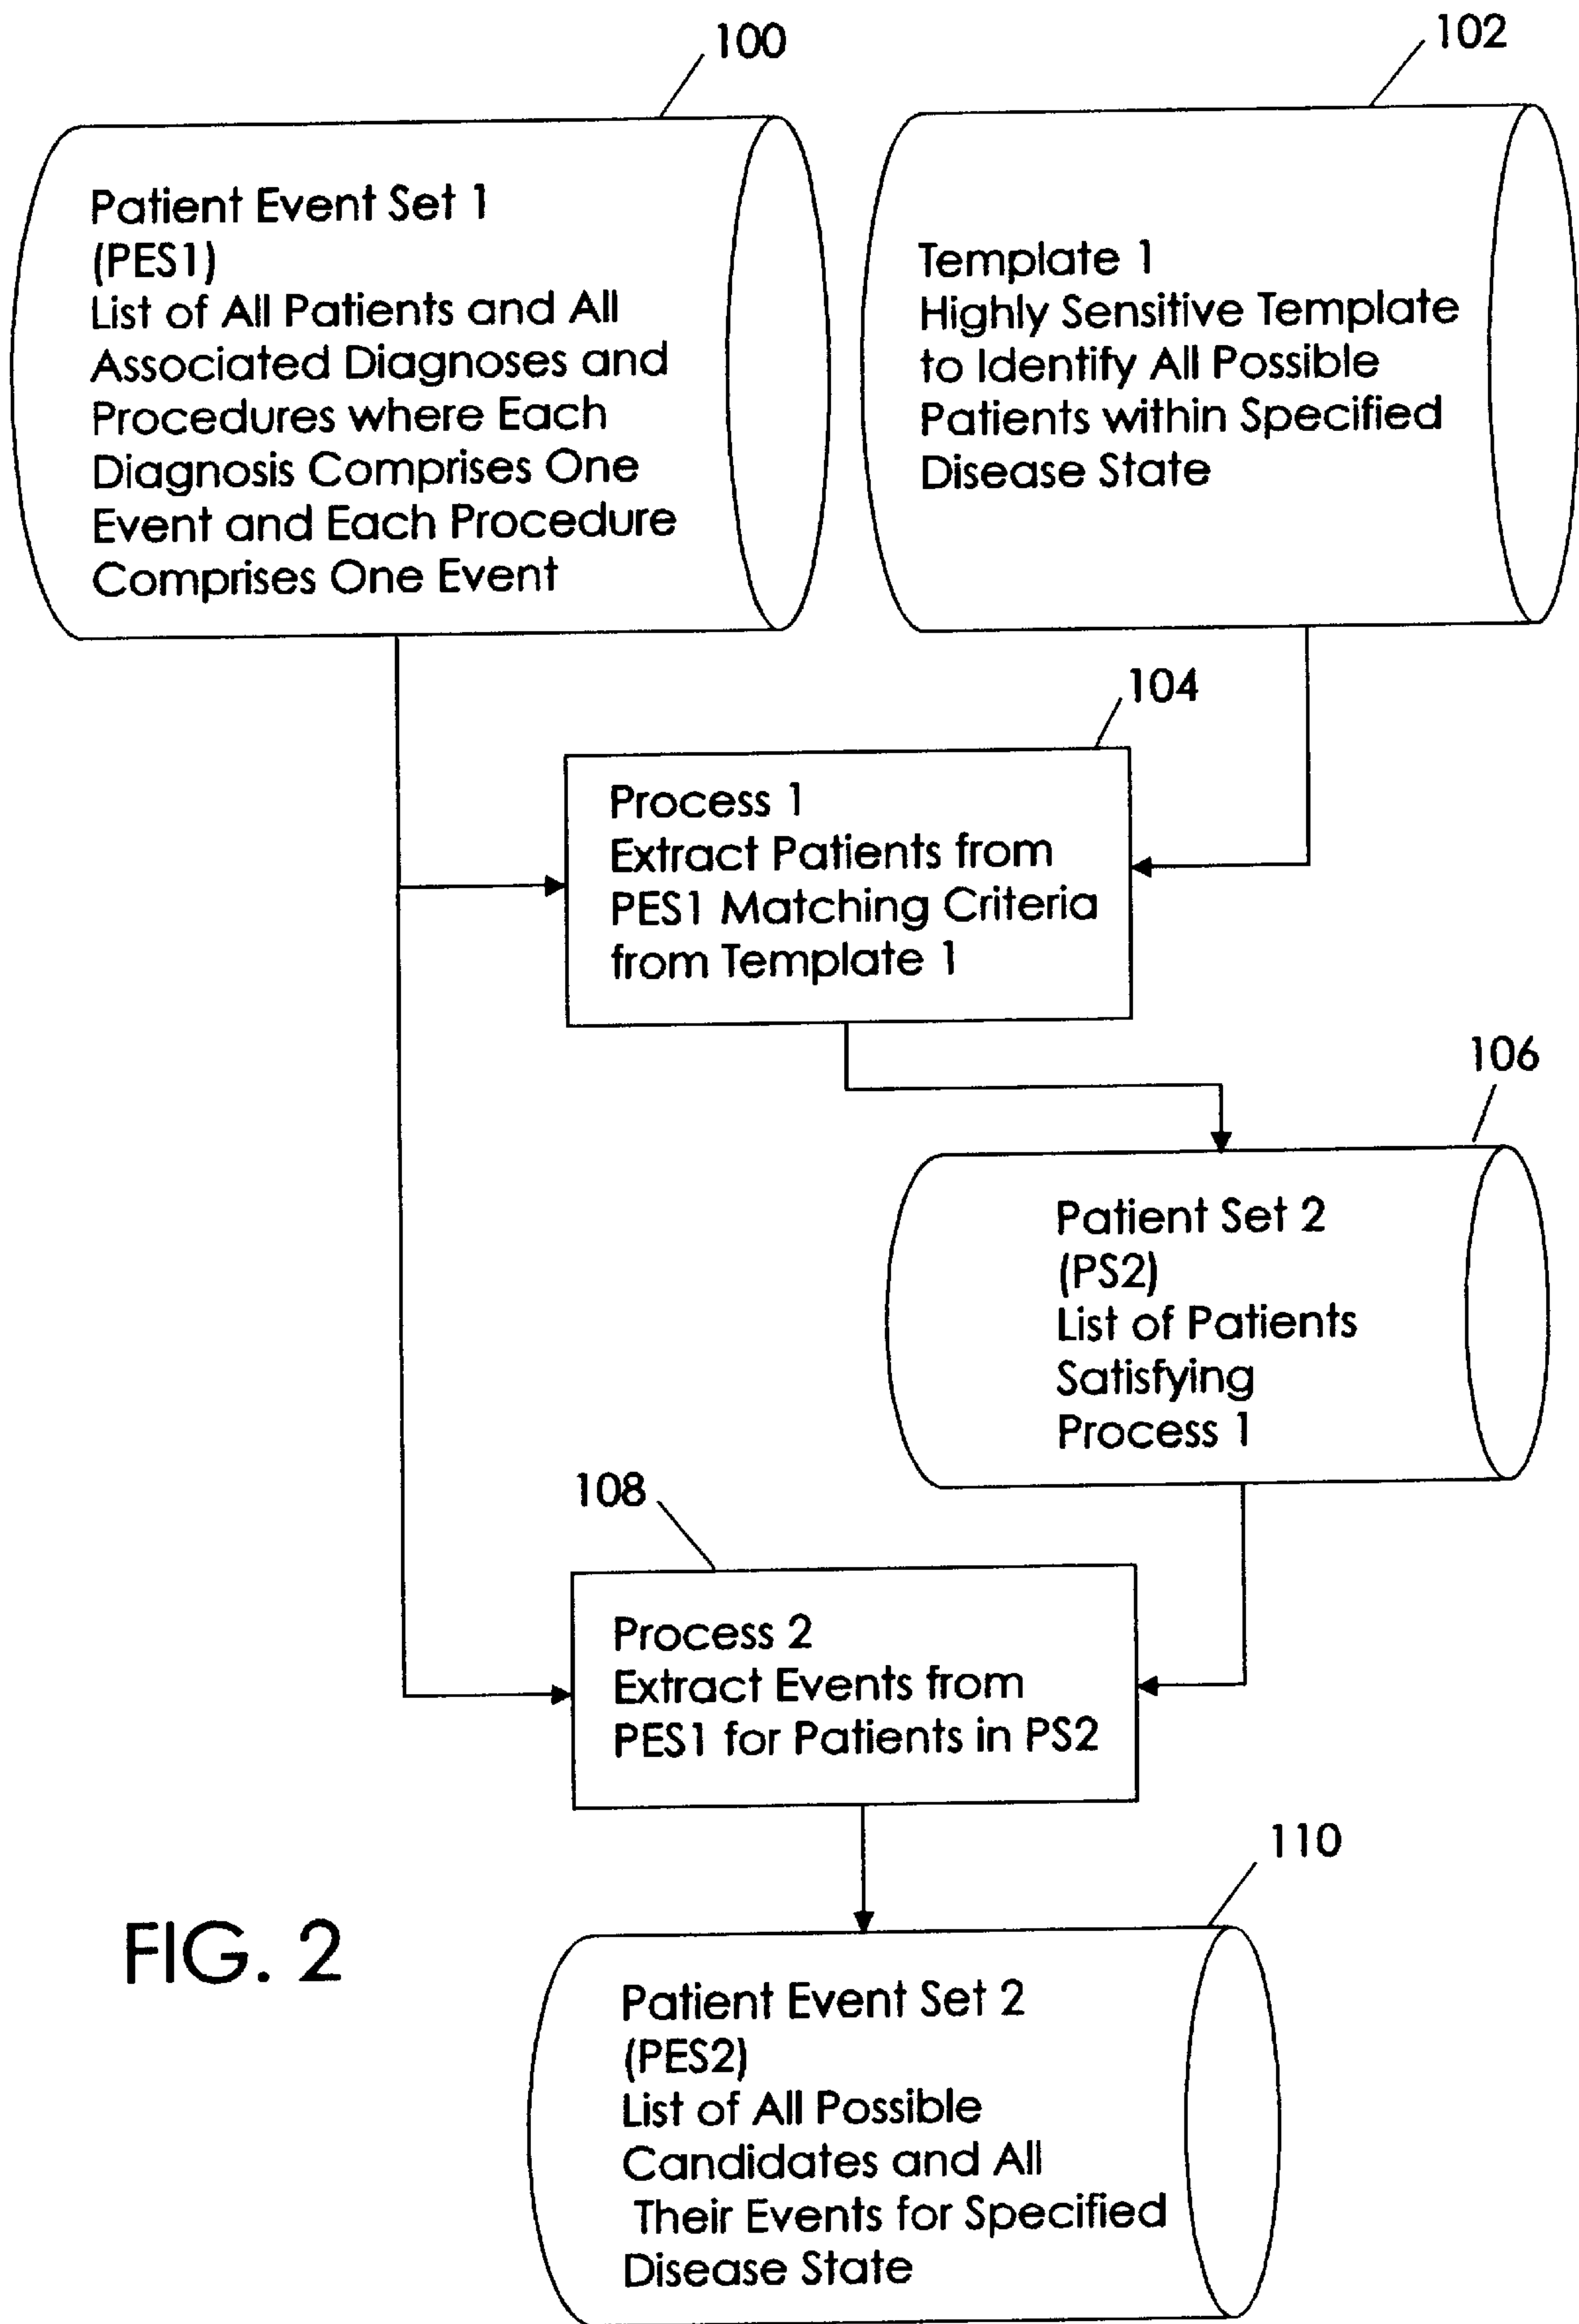 100
102
Patient Event Set 1
(PES1)
List of All Patients and All
Associated Diagnoses and
Procedures where Each
Diagnosis Comprises One
Event and Each Procedure
Comprises One Event
Template 1
Highly Sensitive Template
to Identify All Possible
Patients within Specified
Disease State
104
Process 1
Extract Patients from
PES1 Matching Criteria
from Template 1
106
Patient Set 2
(PS2)
List of Patients
Satisfying
Process 1
108
Process 2
Extract Events from
PES1 for Patients in PS2
110
FIG. 2
Patient Event Set 2
(PES2)
List of All Possible
Candidates and All
Their Events for Specified
Disease State